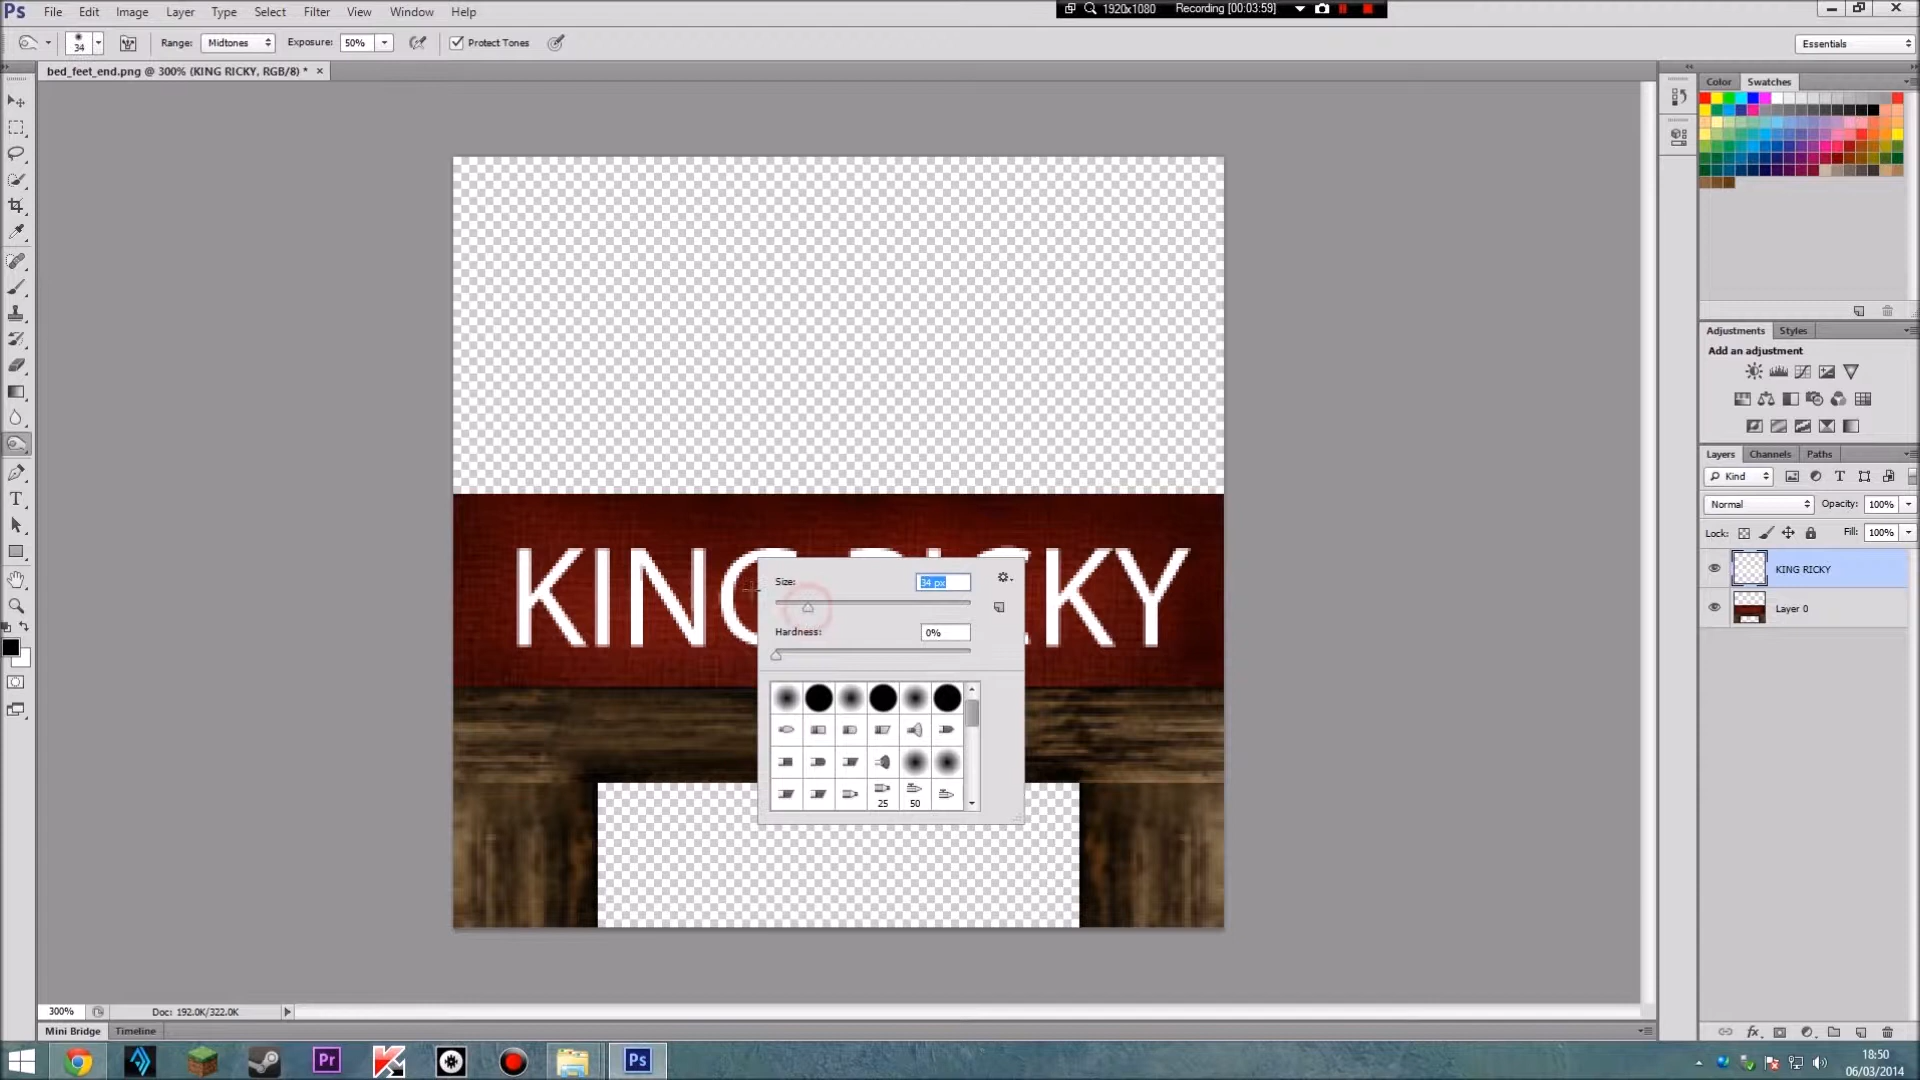 Ps File Edit Image Layer Type Select Filter View Window Help
1920x1080 Recording [00:03:59]
34 Range: Midtones Exposure: 50% Protect Tones Essentials
bed_feet_end.png @ 300% (KING RICKY, RGB/8) * ×
Color Swatches
Adjustments Styles
Add an adjustment
Layers Channels Paths
Kind
Normal Opacity: 100%
Lock: Fill: 100%
KING RICKY
Layer 0
KING RICKY
Size: 34 px
Hardness: 0%
25 50
300% Doc: 192.0K/322.0K
Mini Bridge Timeline
Pr Ps
18:50
06/03/2014